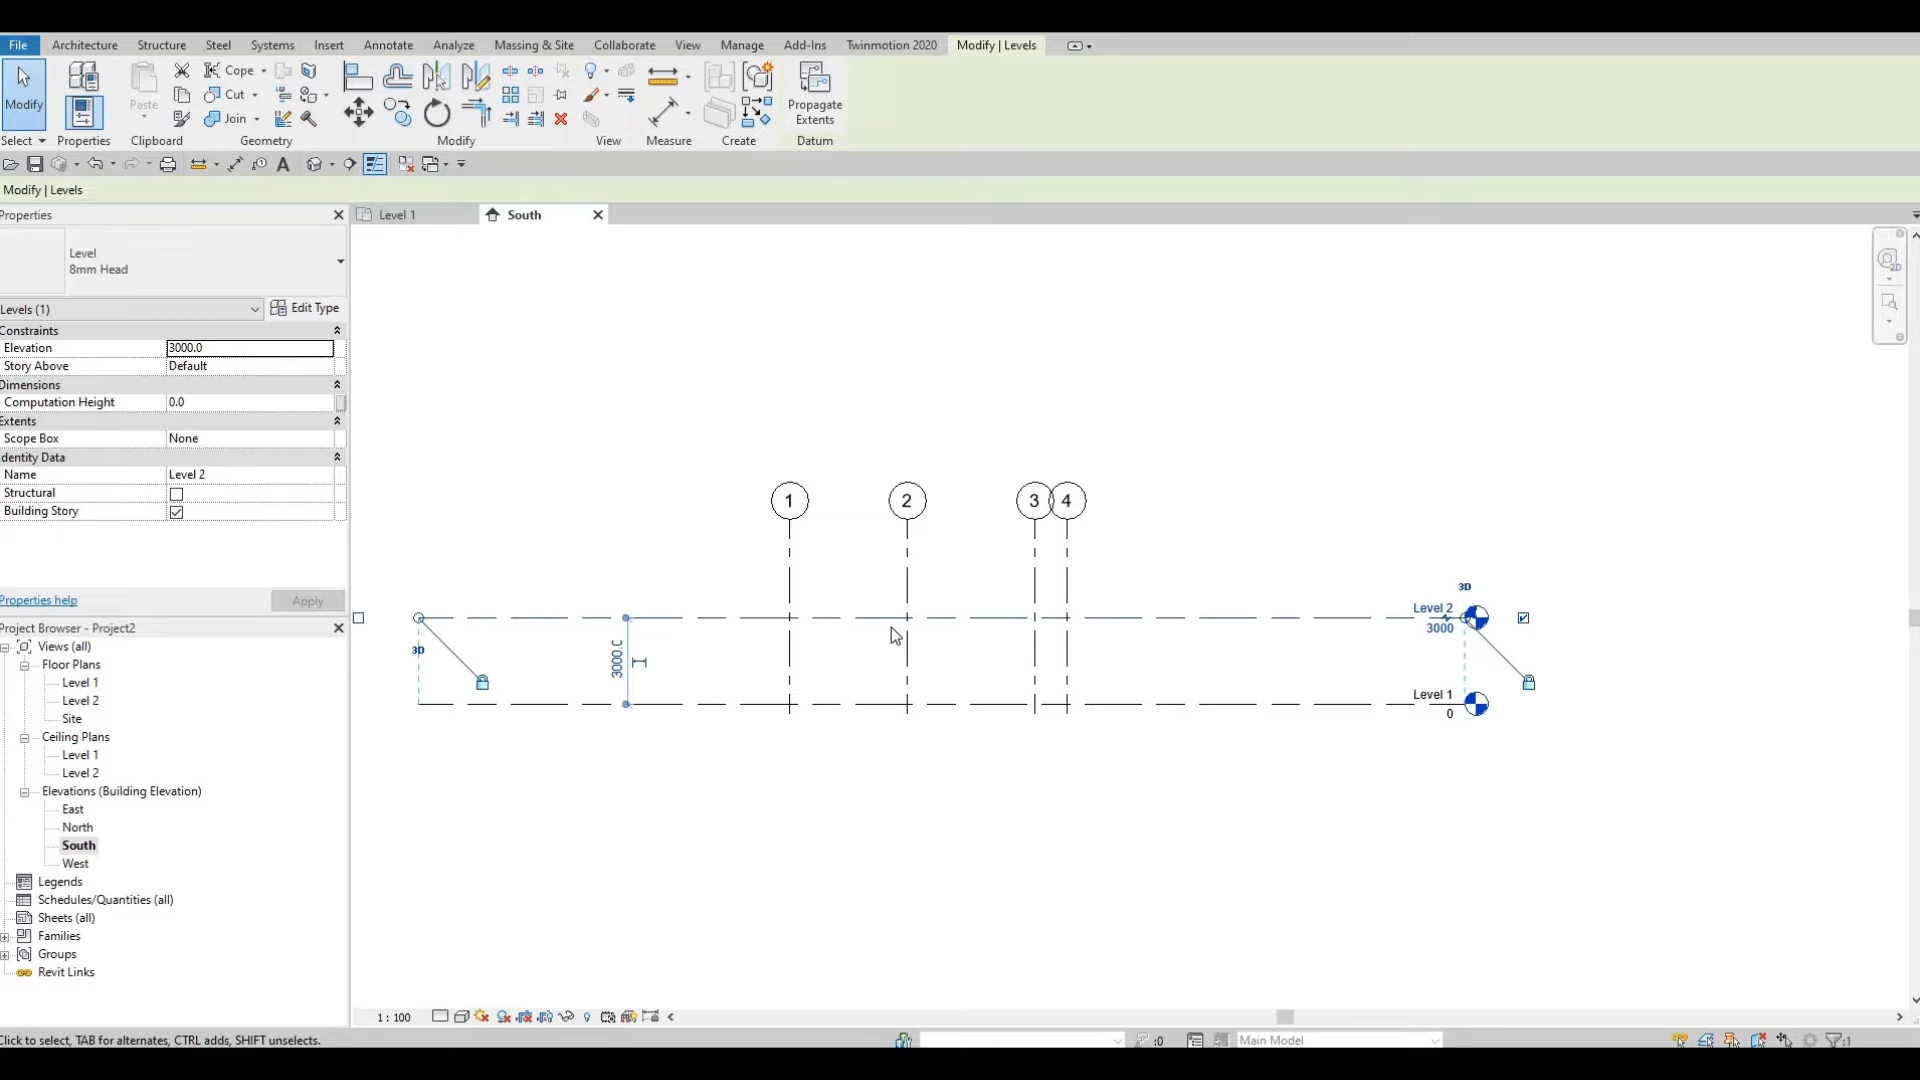 File Architecture Structure Steel Systems Insert Annotate Analyze Massing & Site Collaborate View Manage Add-Ins Twinmotion 2020 Modify | Levels
Modify
Paste
Cope
Cut
Join
Propagate
Extents
Select Properties Clipboard Geometry Modify View Measure Create Datum
A
Modify | Levels
Properties
Level 1
South
Level
8mm Head
Levels (1)
Edit Type
Constraints
Elevation 3000.0
Story Above Default
Dimensions
Computation Height 0.0
Extents
Scope Box None
Identity Data
Name Level 2
Structural
Building Story
Properties help
Apply
Project Browser - Project2
Views (all)
Floor Plans
Level 1
Level 2
Site
Ceiling Plans
Level 1
Level 2
Elevations (Building Elevation)
East
North
South
West
Legends
Schedules/Quantities (all)
Sheets (all)
Families
Groups
Revit Links
2D
1 2 3 4
3D
Level 2
3000
3D
3000.0
Level 1
0
1 : 100
Click to select, TAB for alternates, CTRL adds, SHIFT unselects.
:0
Main Model
:1